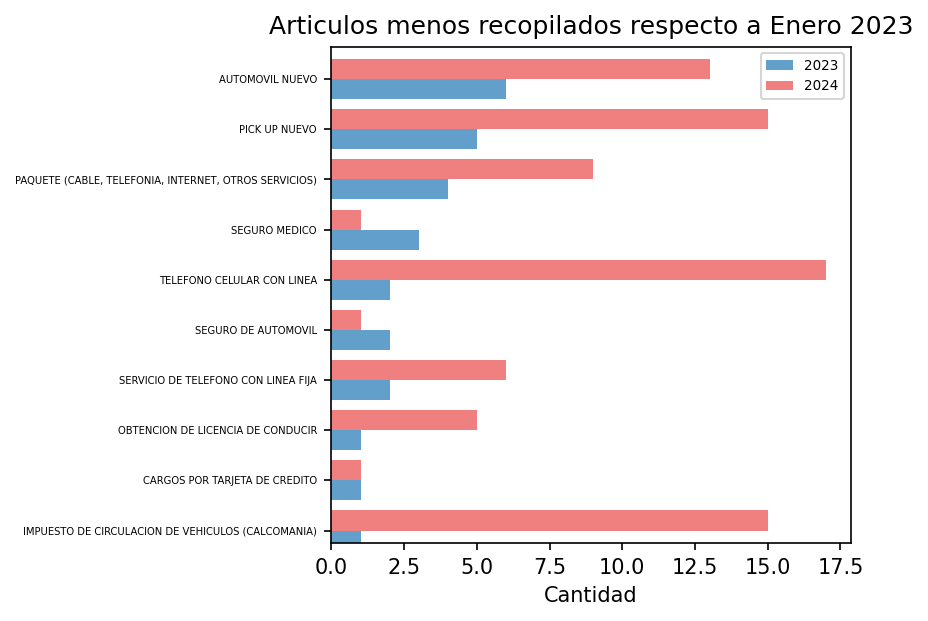 Articulos menos recopilados respecto a Enero 2023
2023
2024
AUTOMOVIL NUEVO
PICK UP NUEVO
PAQUETE (CABLE, TELEFONIA, INTERNET, OTROS SERVICIOS)
SEGURO MEDICO
TELEFONO CELULAR CON LINEA
SEGURO DE AUTOMOVIL
SERVICIO DE TELEFONO CON LINEA FIJA
OBTENCION DE LICENCIA DE CONDUCIR
CARGOS POR TARJETA DE CREDITO
IMPUESTO DE CIRCULACION DE VEHICULOS (CALCOMANIA)
0.0 2.5 5.0 7.5 10.0 12.5 15.0 17.5
Cantidad